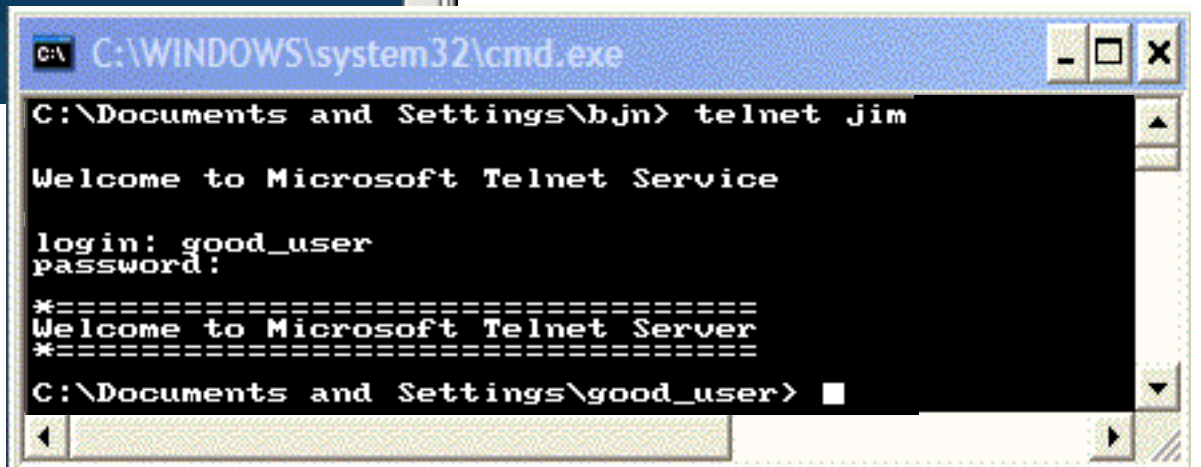 C:\WINDOWS\system32\cmd.exe
C:\Documents and Settings\bjn> telnet jim
Welcome to Microsoft Telnet Service
login: good_user
password:
*=================================
Welcome to Microsoft Telnet Server
*=================================
C:\Documents and Settings\good_user>